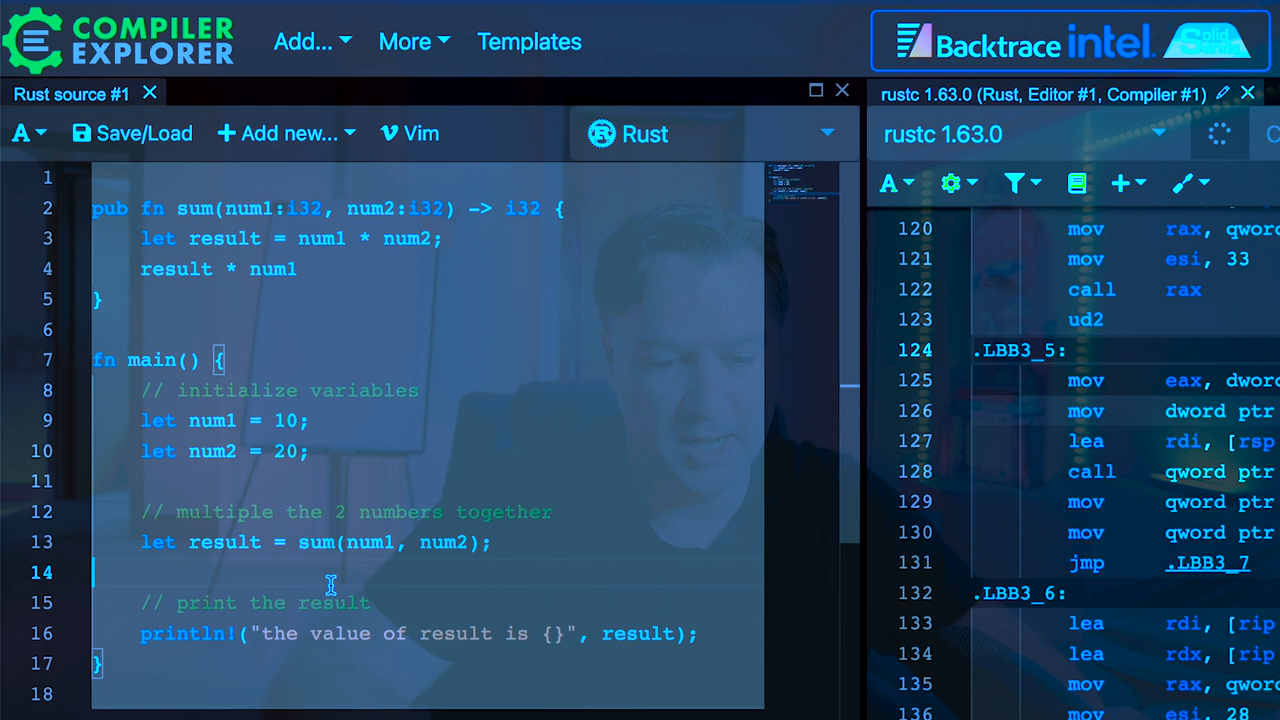 COMPILER
EXPLORER
Add...
More
Templates
Backtrace
intel.
Solid
Sands
Rust source #1
rustc 1.63.0 (Rust, Editor #1, Compiler #1)
A
Save/Load
Add new...
Vim
Rust
rustc 1.63.0
A
1
2 pub fn sum(num1:i32, num2:i32) -> i32 {
3 let result = num1 * num2;
4 result * num1
5 }
6
7 fn main() {
8 // initialize variables
9 let num1 = 10;
10 let num2 = 20;
11
12 // multiple the 2 numbers together
13 let result = sum(num1, num2);
14
15 // print the result
16 println!("the value of result is {}", result);
17 }
18
120 mov rax, qwo
121 mov esi, 33
122 call rax
123 ud2
124 .LBB3_5:
125 mov eax, dwo
126 mov dword ptr
127 lea rdi, [rsp
128 call qword ptr
129 mov qword ptr
130 mov qword ptr
131 jmp .LBB3_7
132 .LBB3_6:
133 lea rdi, [rip
134 lea rdx, [rip
135 mov rax, qwo
136 mov esi, 28